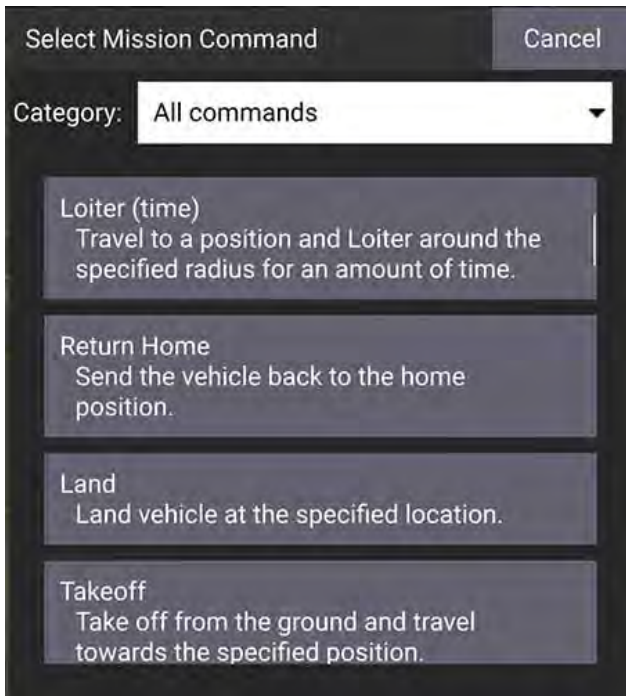 Select Mission Command
Cancel
Category:
All commands
Loiter (time)
Travel to a position and Loiter around the
specified radius for an amount of time.
Return Home
Send the vehicle back to the home
position.
Land
Land vehicle at the specified location.
Takeoff
Take off from the ground and travel
towards the specified position.